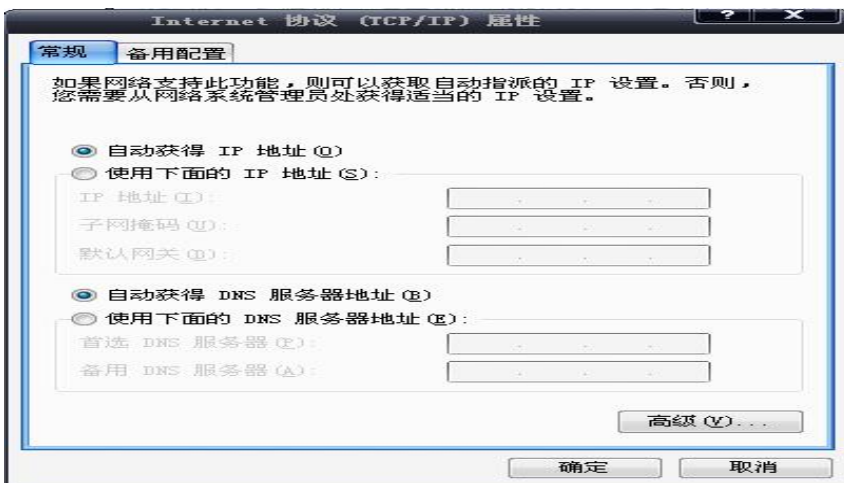 Internet 协议 (TCP/IP) 属性
? X
常规 备用配置
如果网络支持此功能，则可以获取自动指派的 IP 设置。否则，
您需要从网络系统管理员处获得适当的 IP 设置。
自动获得 IP 地址(O)
使用下面的 IP 地址(S):
IP 地址(I):
子网掩码(U):
默认网关(D):
自动获得 DNS 服务器地址(B)
使用下面的 DNS 服务器地址(E):
首选 DNS 服务器(P):
备用 DNS 服务器(A):
高级(V)...
确定 取消